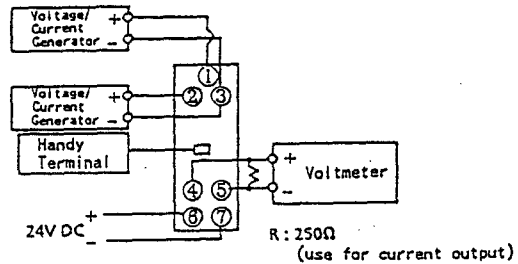 Voltage/
Current
Generator
+
-
Voltage/
Current
Generator
+
-
Handy
Terminal
①
② ③
④ ⑤
⑥ ⑦
+
-
Voltmeter
24V DC
+
-
R : 250Ω
(use for current output)